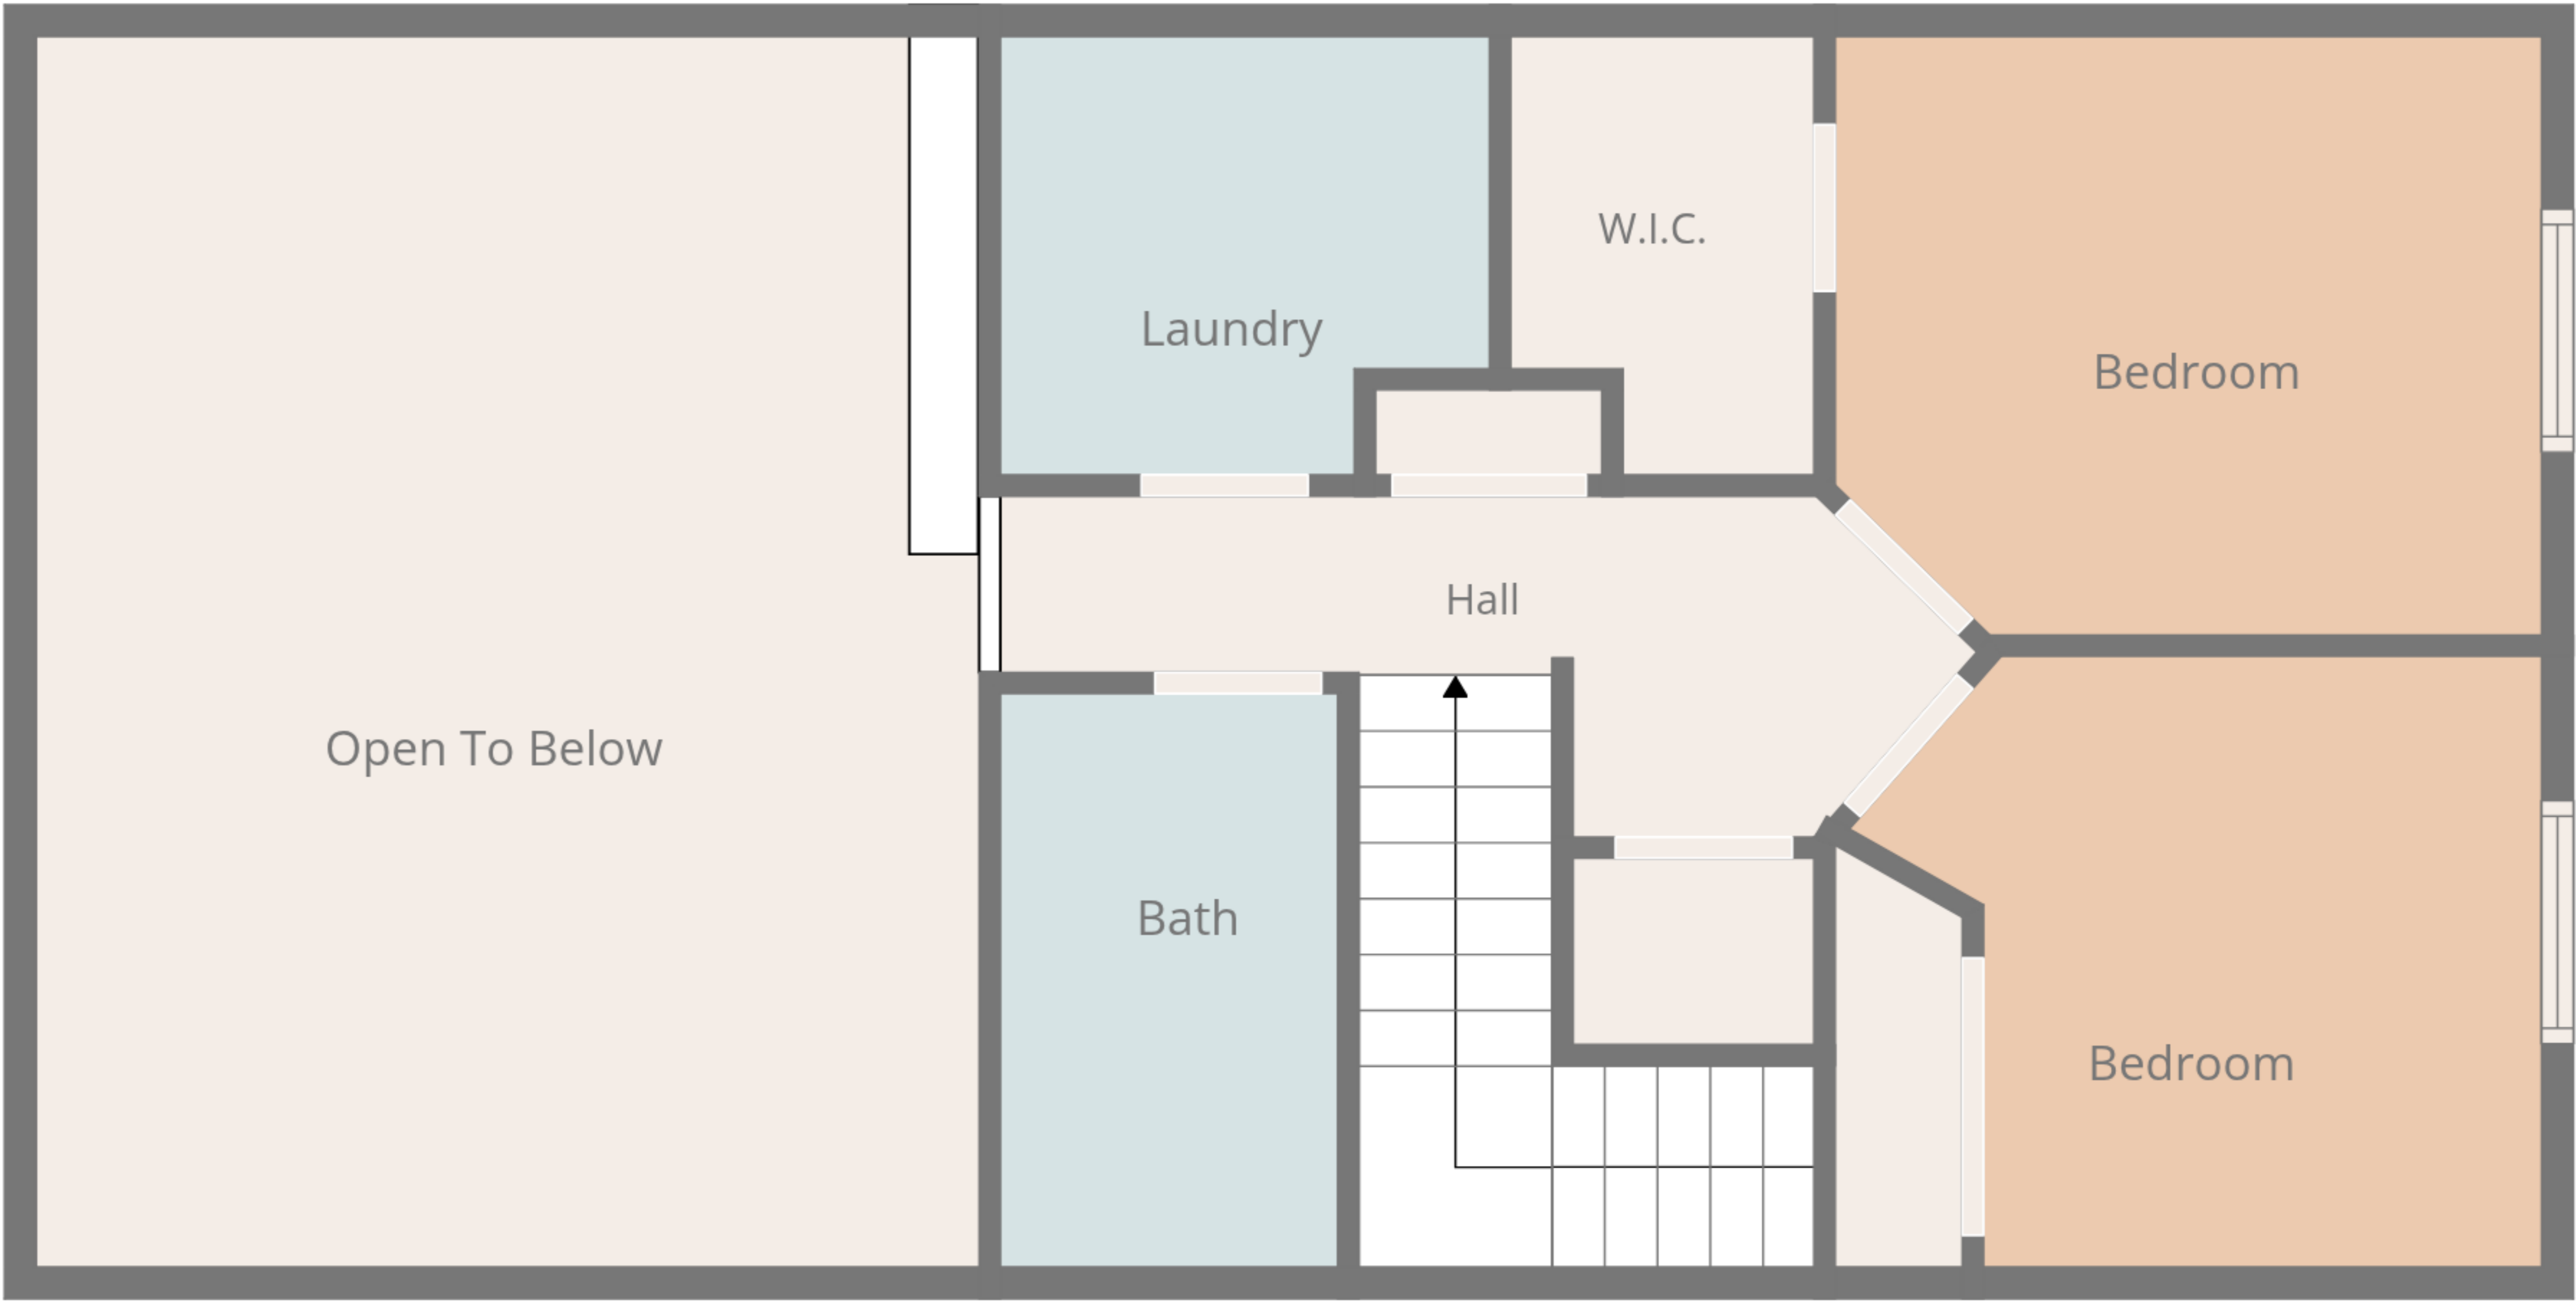 W.I.C.
Laundry
Bedroom
Hall
Open To Below
Bath
Bedroom